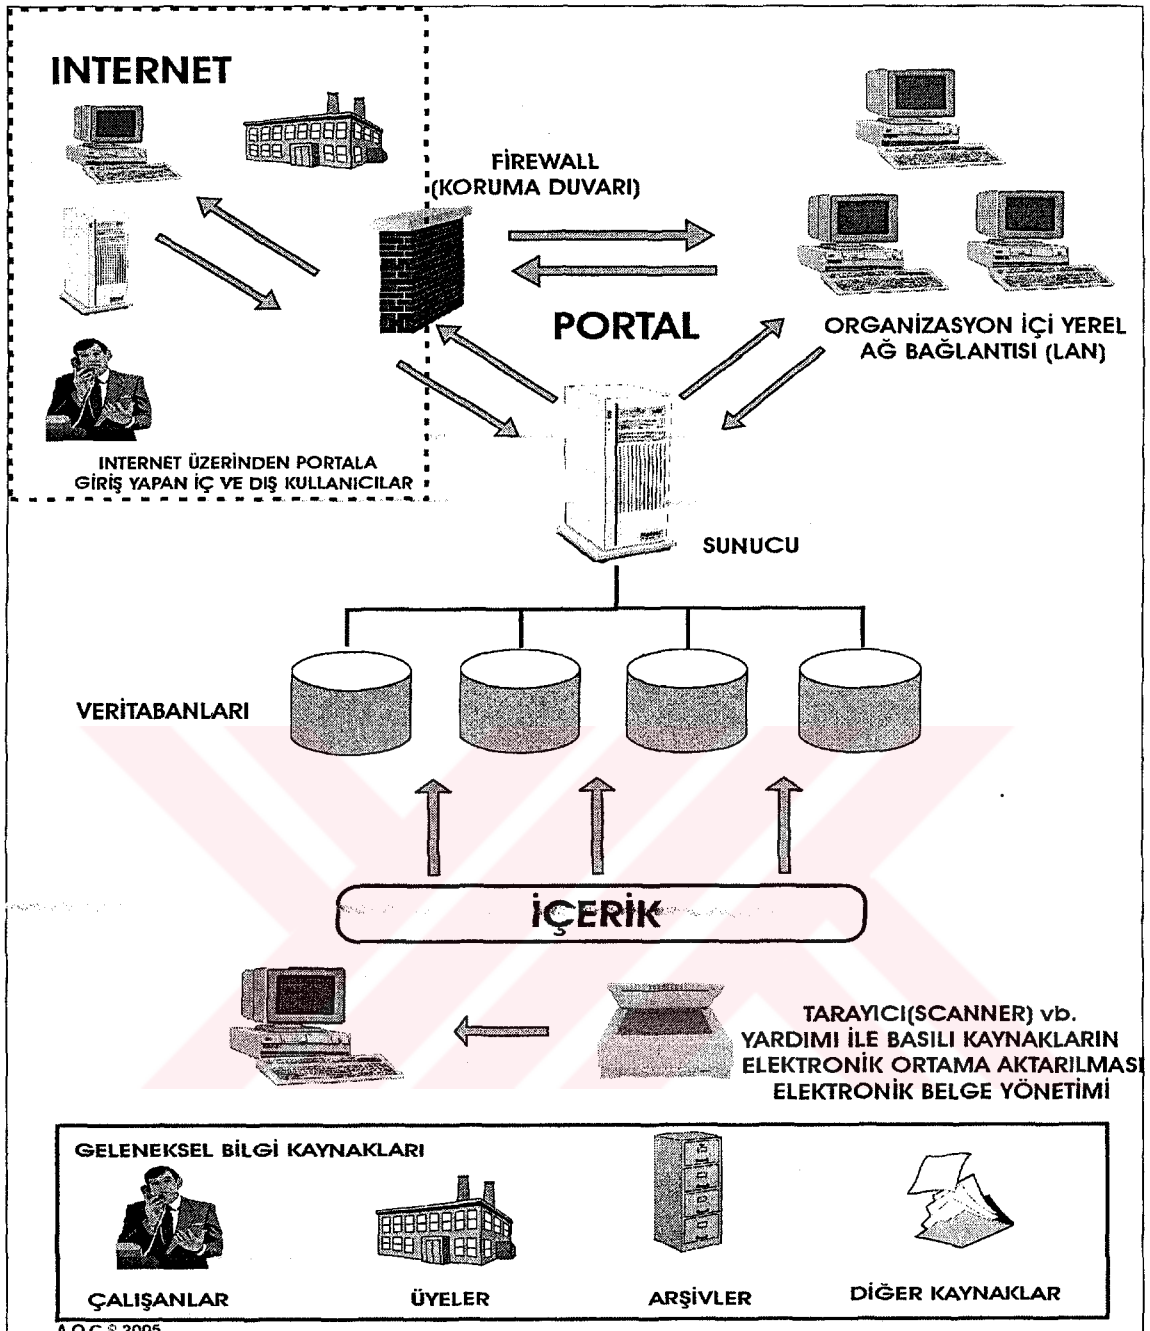 INTERNET
FİREWALL
(KORUMA DUVARI)
PORTAL
ORGANİZASYON İÇİ YEREL
AĞ BAĞLANTISI (LAN)
INTERNET ÜZERİNDEN PORTALA
GİRİŞ YAPAN İÇ VE DIŞ KULLANICILAR
SUNUCU
VERİTABANLARI
İÇERİK
TARAYICI(SCANNER) vb.
YARDIMI İLE BASILI KAYNAKLARIN
ELEKTRONİK ORTAMA AKTARILMASI
ELEKTRONİK BELGE YÖNETİMİ
GELENEKSEL BİLGİ KAYNAKLARI
ÇALIŞANLAR
ÜYELER
ARŞİVLER
DİĞER KAYNAKLAR